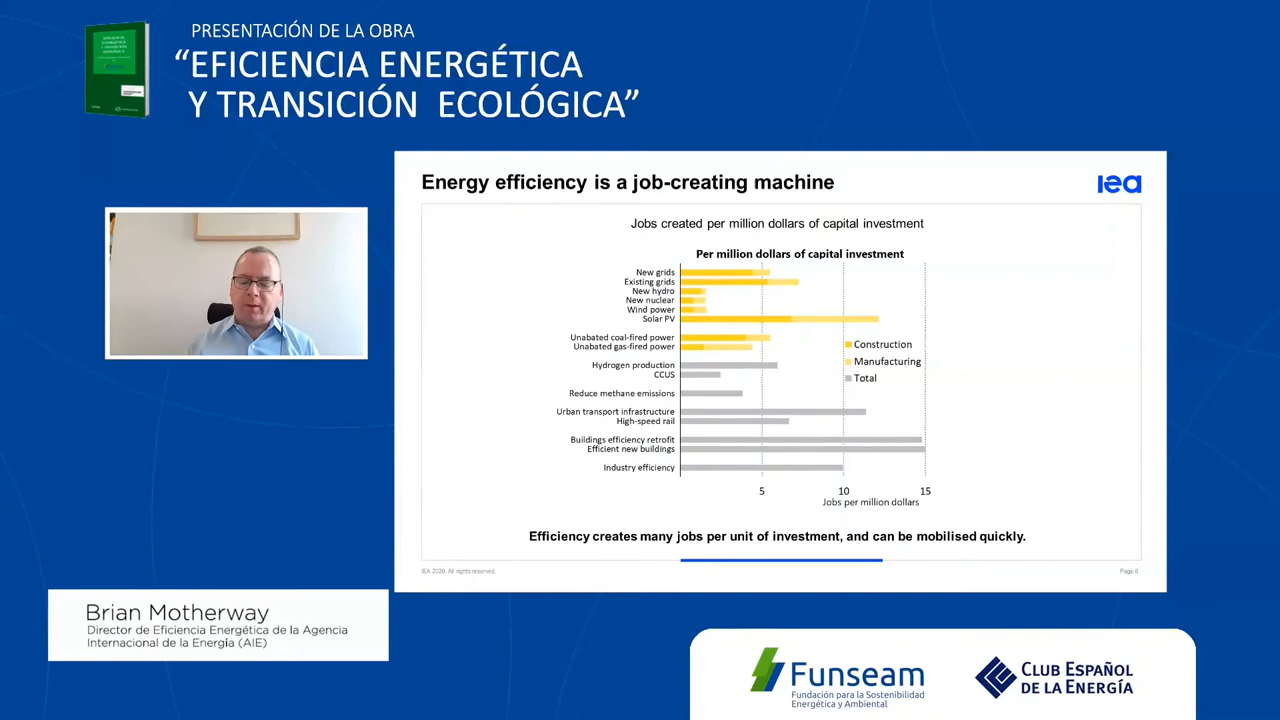 PRESENTACIÓN DE LA OBRA
“EFICIENCIA ENERGÉTICA
Y TRANSICIÓN ECOLÓGICA”
Energy efficiency is a job-creating machine
iea
Jobs created per million dollars of capital investment
Per million dollars of capital investment
New grids
Existing grids
New hydro
New nuclear
Wind power
Solar PV
Unabated coal-fired power
Unabated gas-fired power
Hydrogen production
CCUS
Reduce methane emissions
Urban transport infrastructure
High-speed rail
Buildings efficiency retrofit
Efficient new buildings
Industry efficiency
Construction
Manufacturing
Total
5 10 15
Jobs per million dollars
Efficiency creates many jobs per unit of investment, and can be mobilised quickly.
IEA 2020. All rights reserved.
Brian Motherway
Director de Eficiencia Energética de la Agencia
Internacional de la Energía (AIE)
Funseam
Fundación para la Sostenibilidad
Energética y Ambiental
CLUB ESPAÑOL
DE LA ENERGÍA